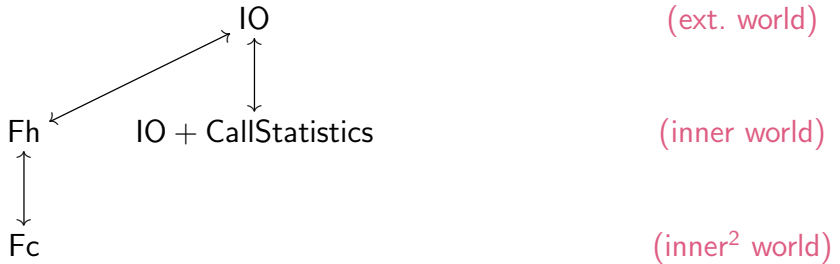 IO (ext. world)
Fh IO + CallStatistics (inner world)
Fc (inner² world)